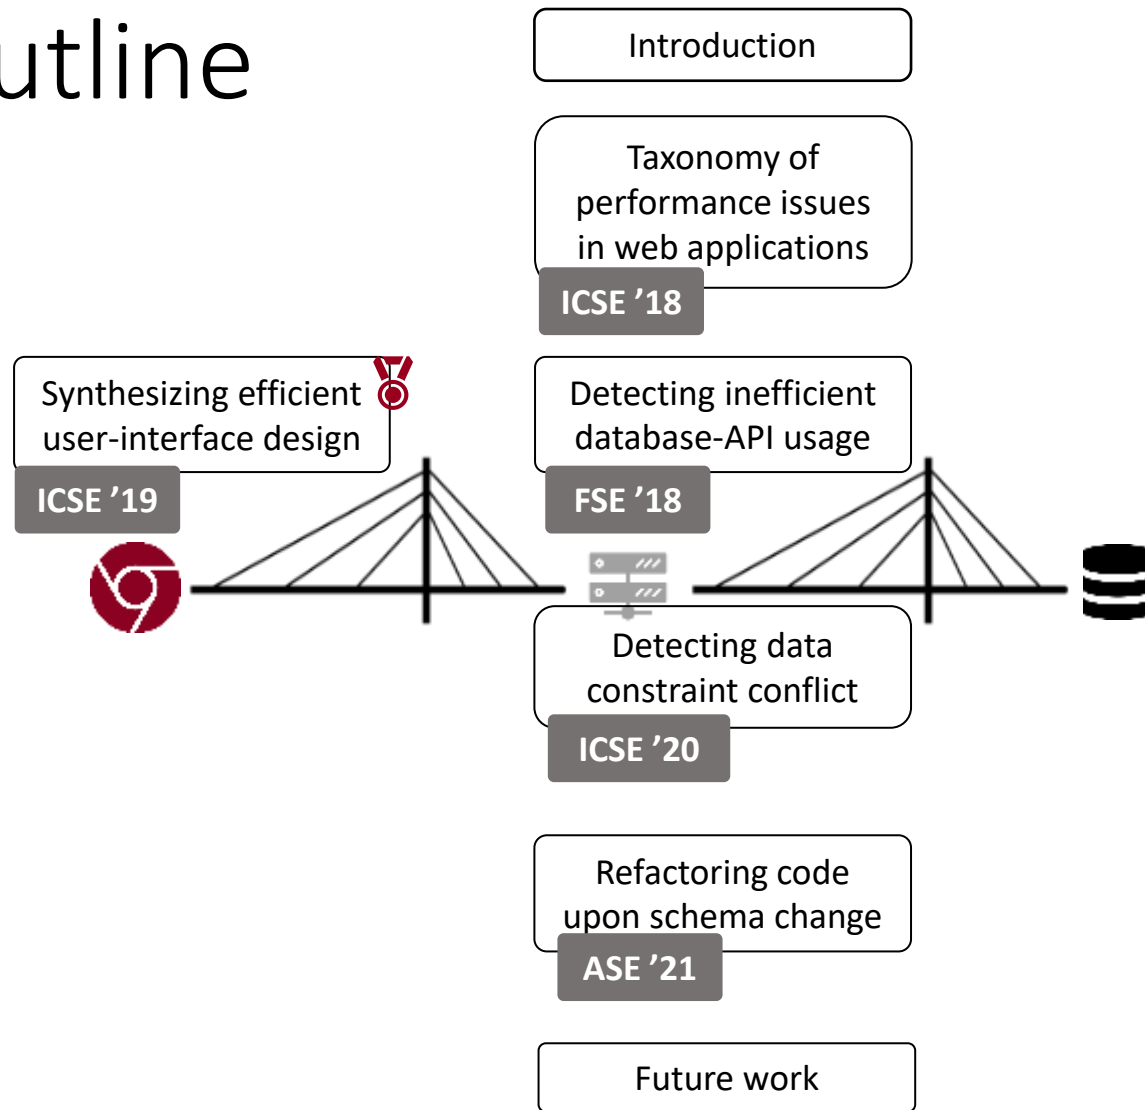 utline
Introduction
Taxonomy of
performance issues
in web applications
ICSE ’18
Synthesizing efficient
user-interface design
ICSE ’19
Detecting inefficient
database-API usage
FSE ’18
Detecting data
constraint conflict
ICSE ’20
Refactoring code
upon schema change
ASE ’21
Future work